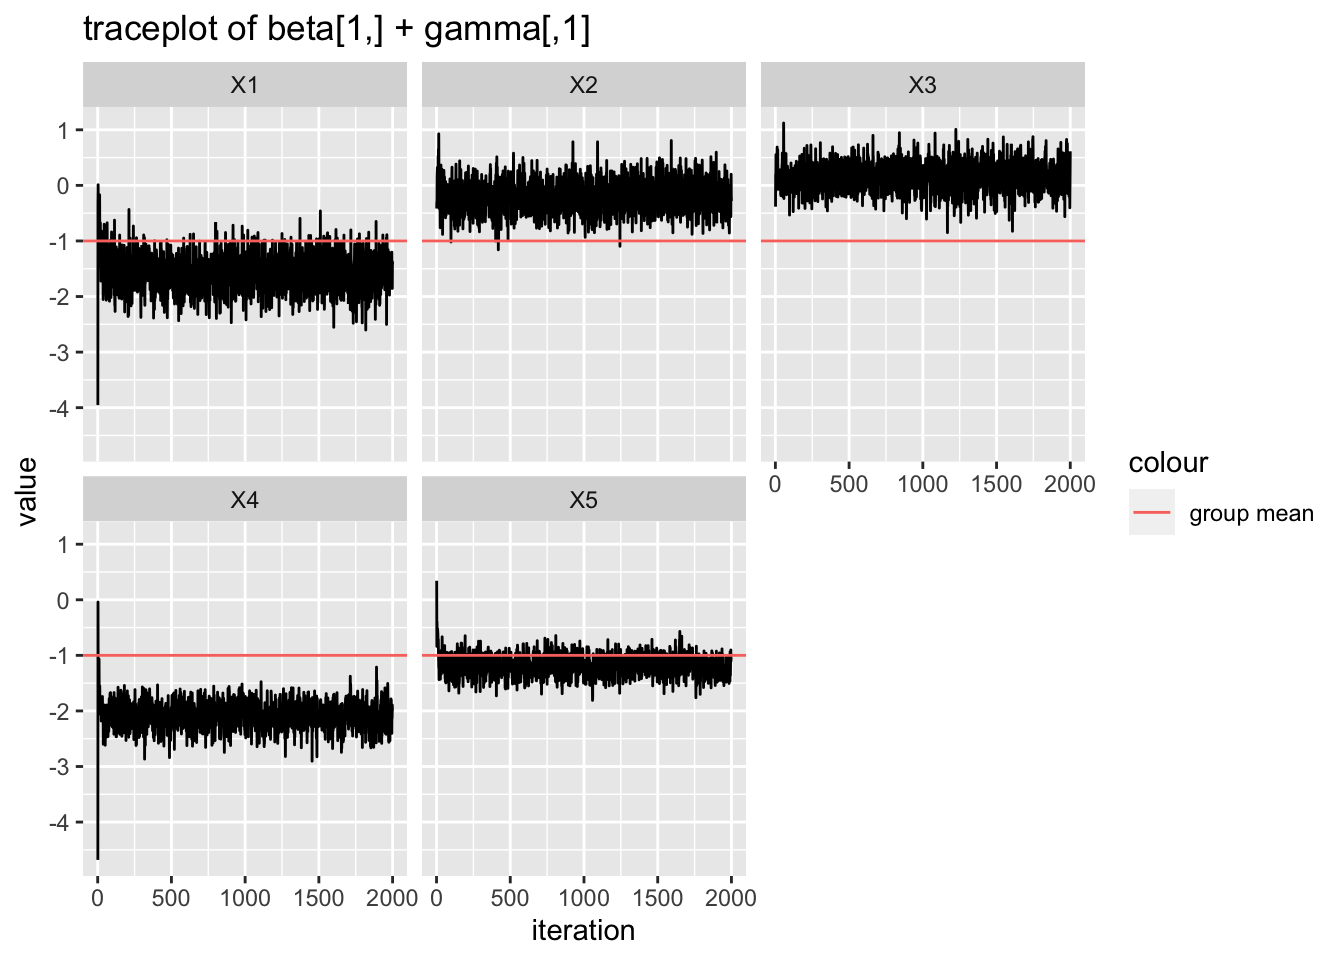 traceplot of beta[1,] + gamma[,1]
X1 X2 X3
1
0
-1
-2
-3
-4
0 500 1000 1500 2000
value
X4 X5
1
0
-1
-2
-3
-4
0 500 1000 1500 2000 0 500 1000 1500 2000
iteration
colour
group mean